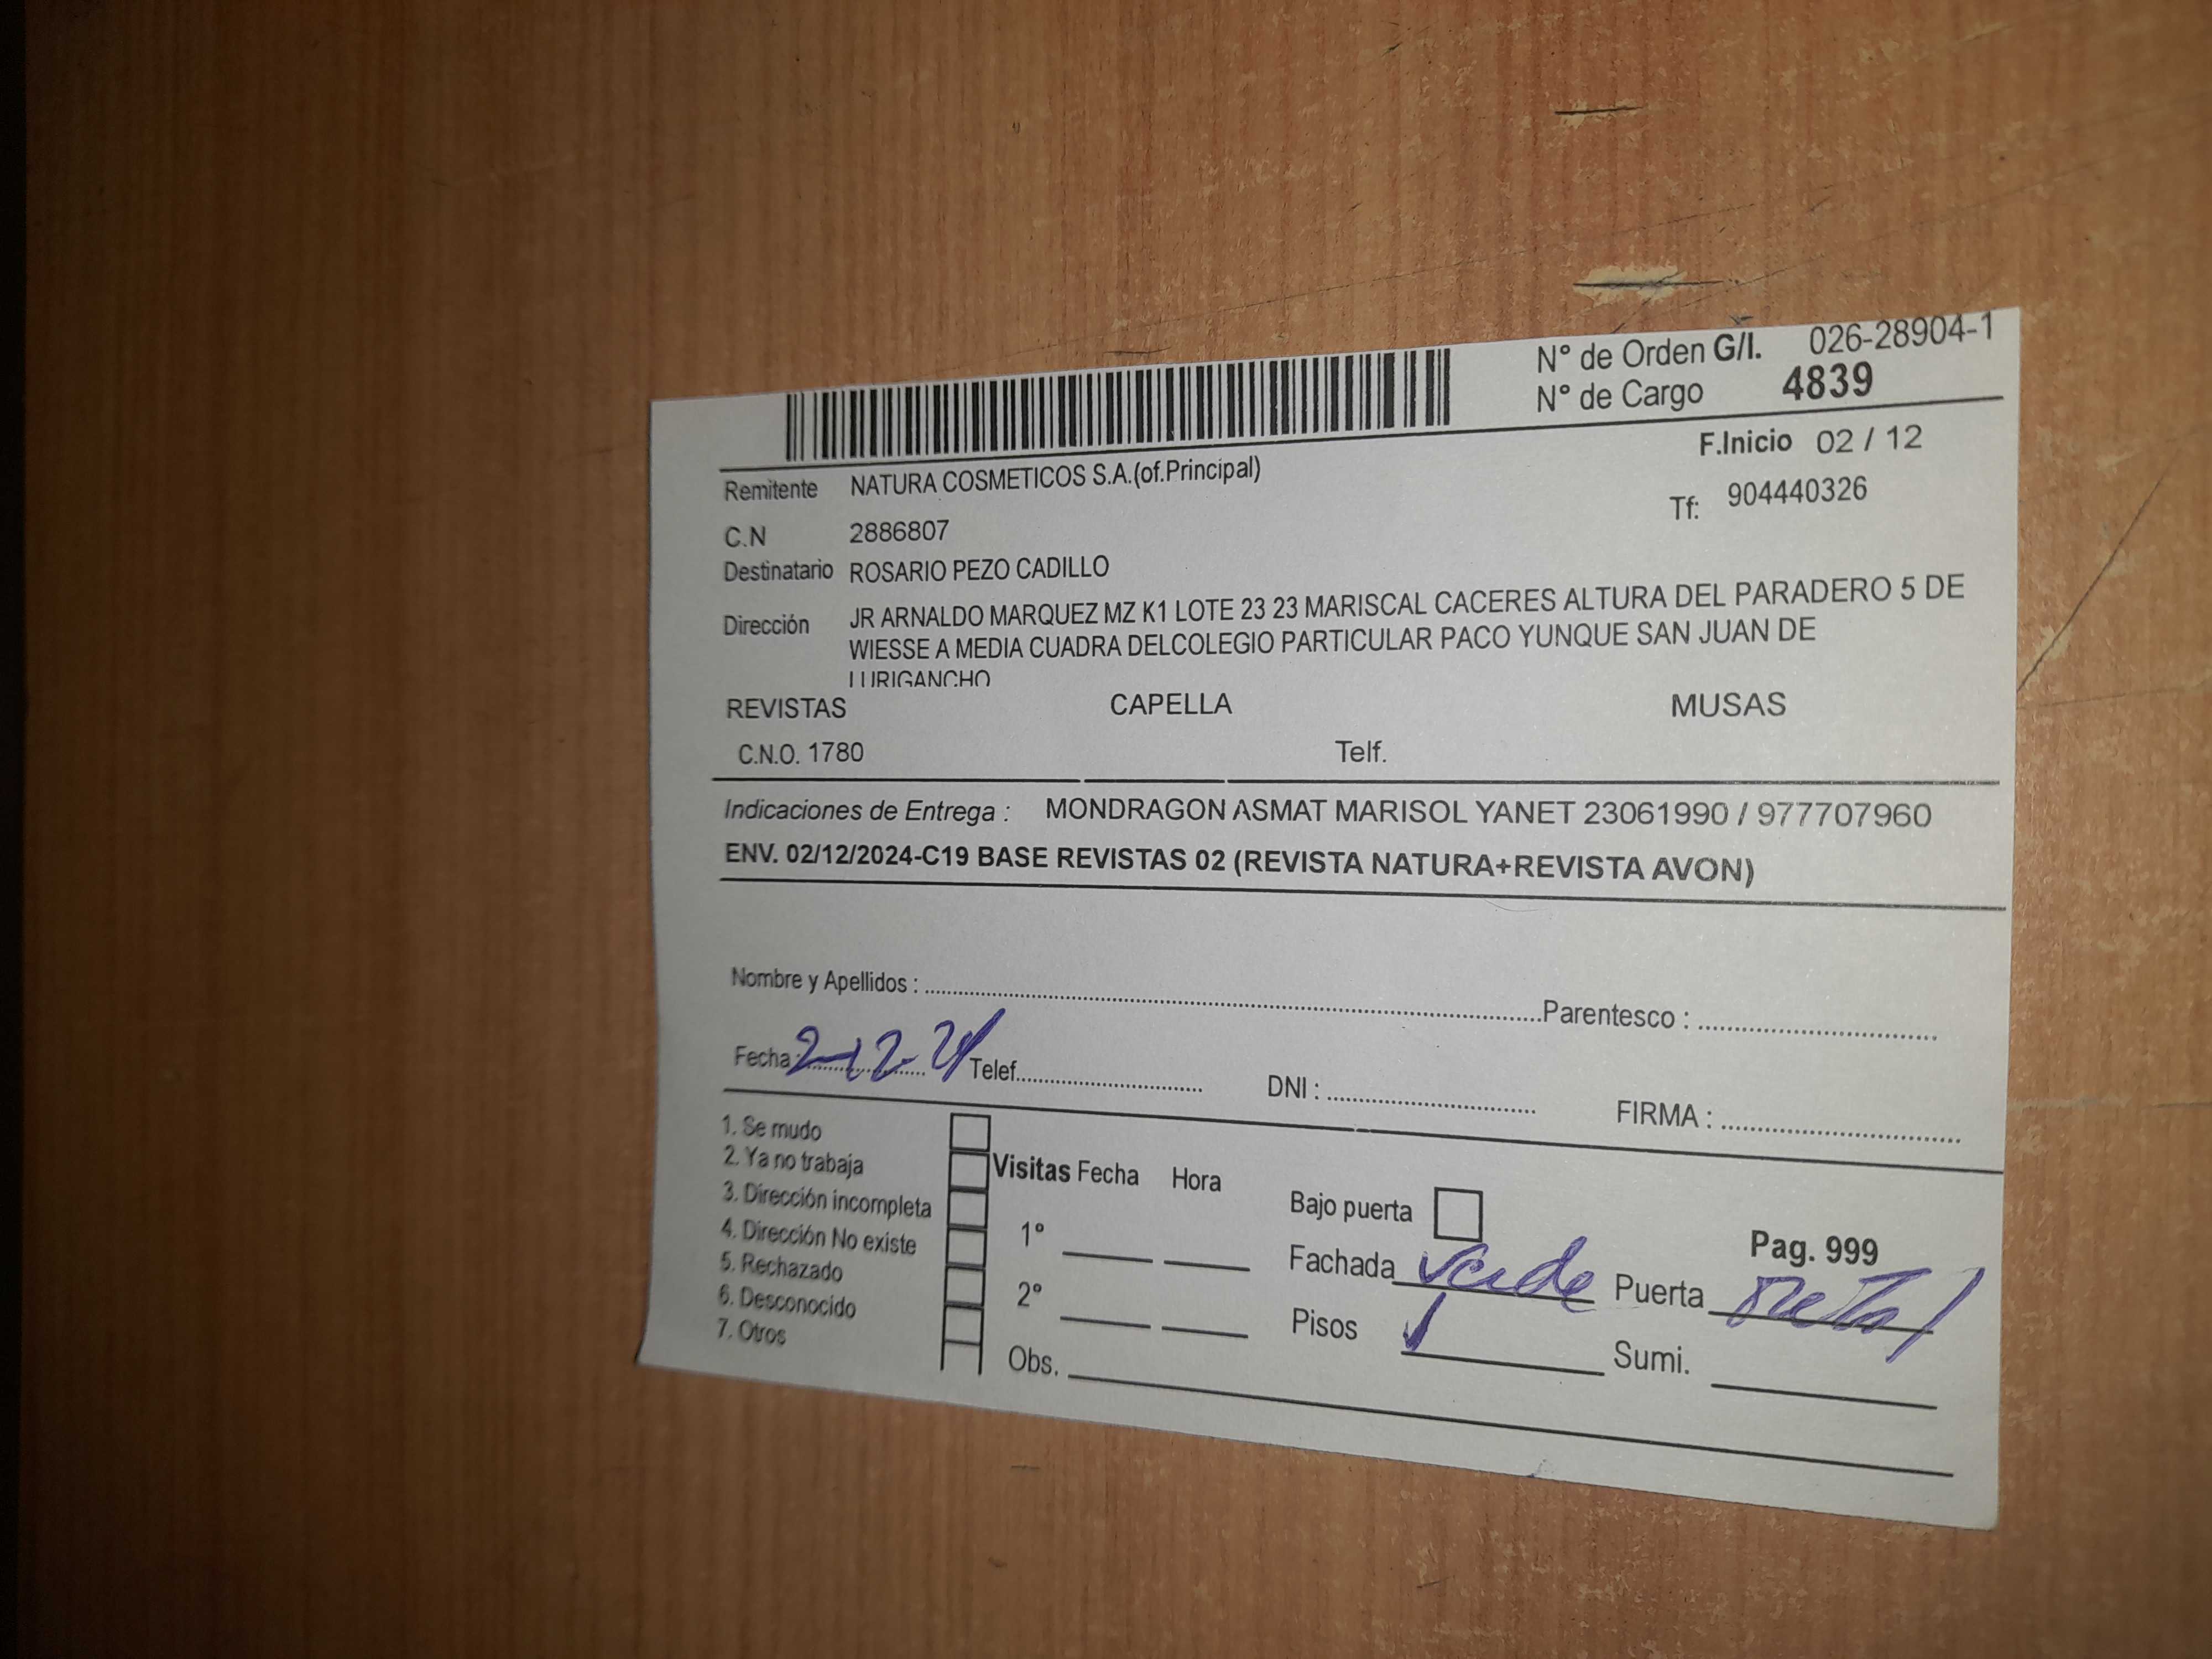 N° de Orden G/I. 026-28904-1
N° de Cargo 4839
F.Inicio 02 / 12
Remitente NATURA COSMETICOS S.A.(of.Principal)
Tf: 904440326
C.N 2886807
Destinatario ROSARIO PEZO CADILLO
Dirección JR ARNALDO MARQUEZ MZ K1 LOTE 23 23 MARISCAL CACERES ALTURA DEL PARADERO 5 DE
WIESSE A MEDIA CUADRA DELCOLEGIO PARTICULAR PACO YUNQUE SAN JUAN DE
LURIGANCHO
REVISTAS CAPELLA MUSAS
C.N.O. 1780 Telf.
Indicaciones de Entrega : MONDRAGON ASMAT MARISOL YANET 23061990 / 977707960
ENV. 02/12/2024-C19 BASE REVISTAS 02 (REVISTA NATURA+REVISTA AVON)
Nombre y Apellidos : Parentesco :
Fecha: 2-12-24 Telef. DNI : FIRMA :
1. Se mudo
2. Ya no trabaja
3. Dirección incompleta
4. Dirección No existe
5. Rechazado
6. Desconocido
7. Otros
Visitas Fecha Hora
1°
2°
Obs.
Bajo puerta
Pag. 999
Fachada verde Puerta metal
Pisos 1 Sumi.